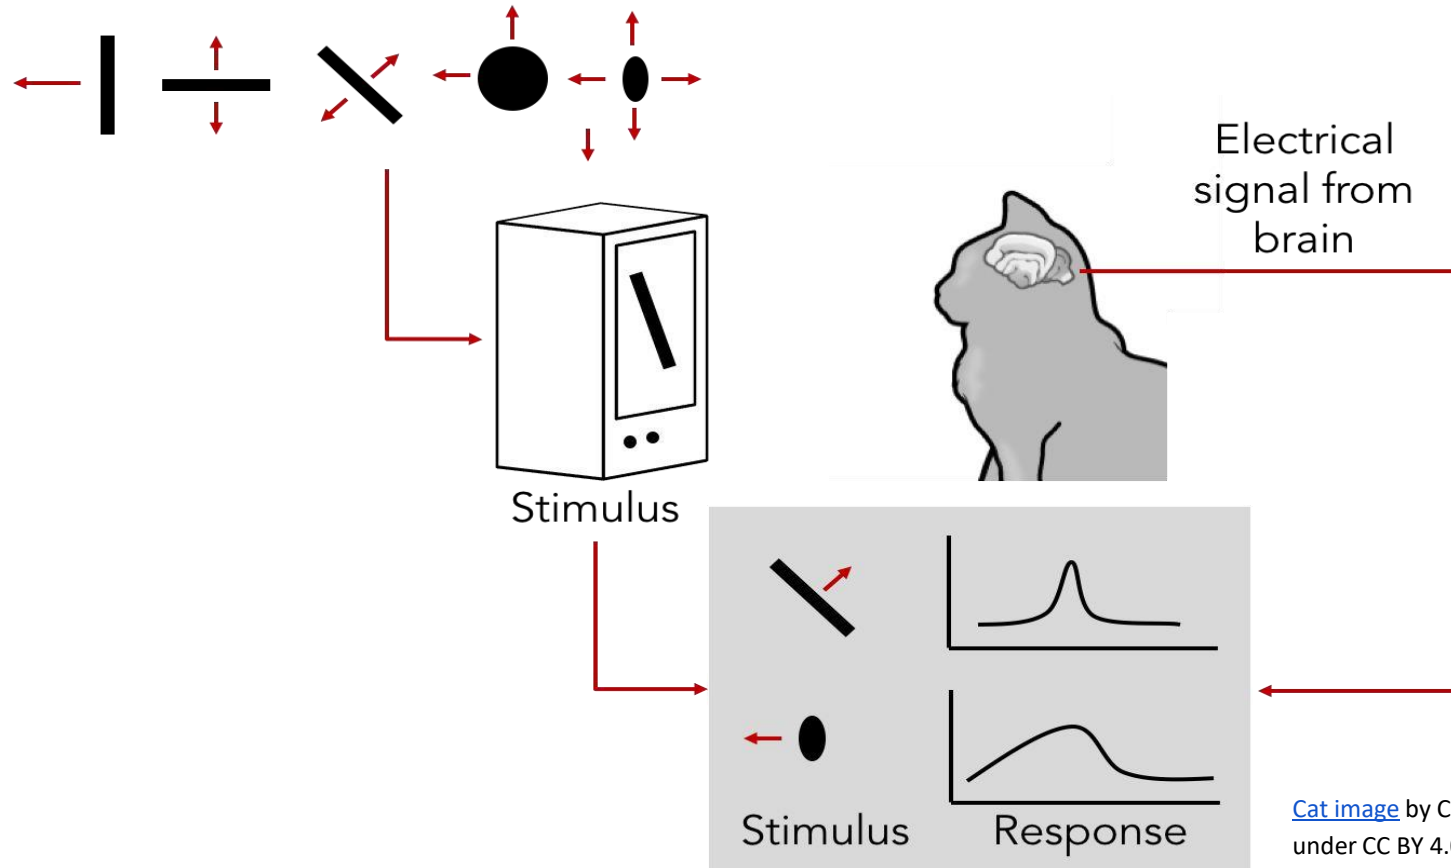 Electrical
signal from
brain
Stimulus
Stimulus
Response
Cat image by C
under CC BY 4.